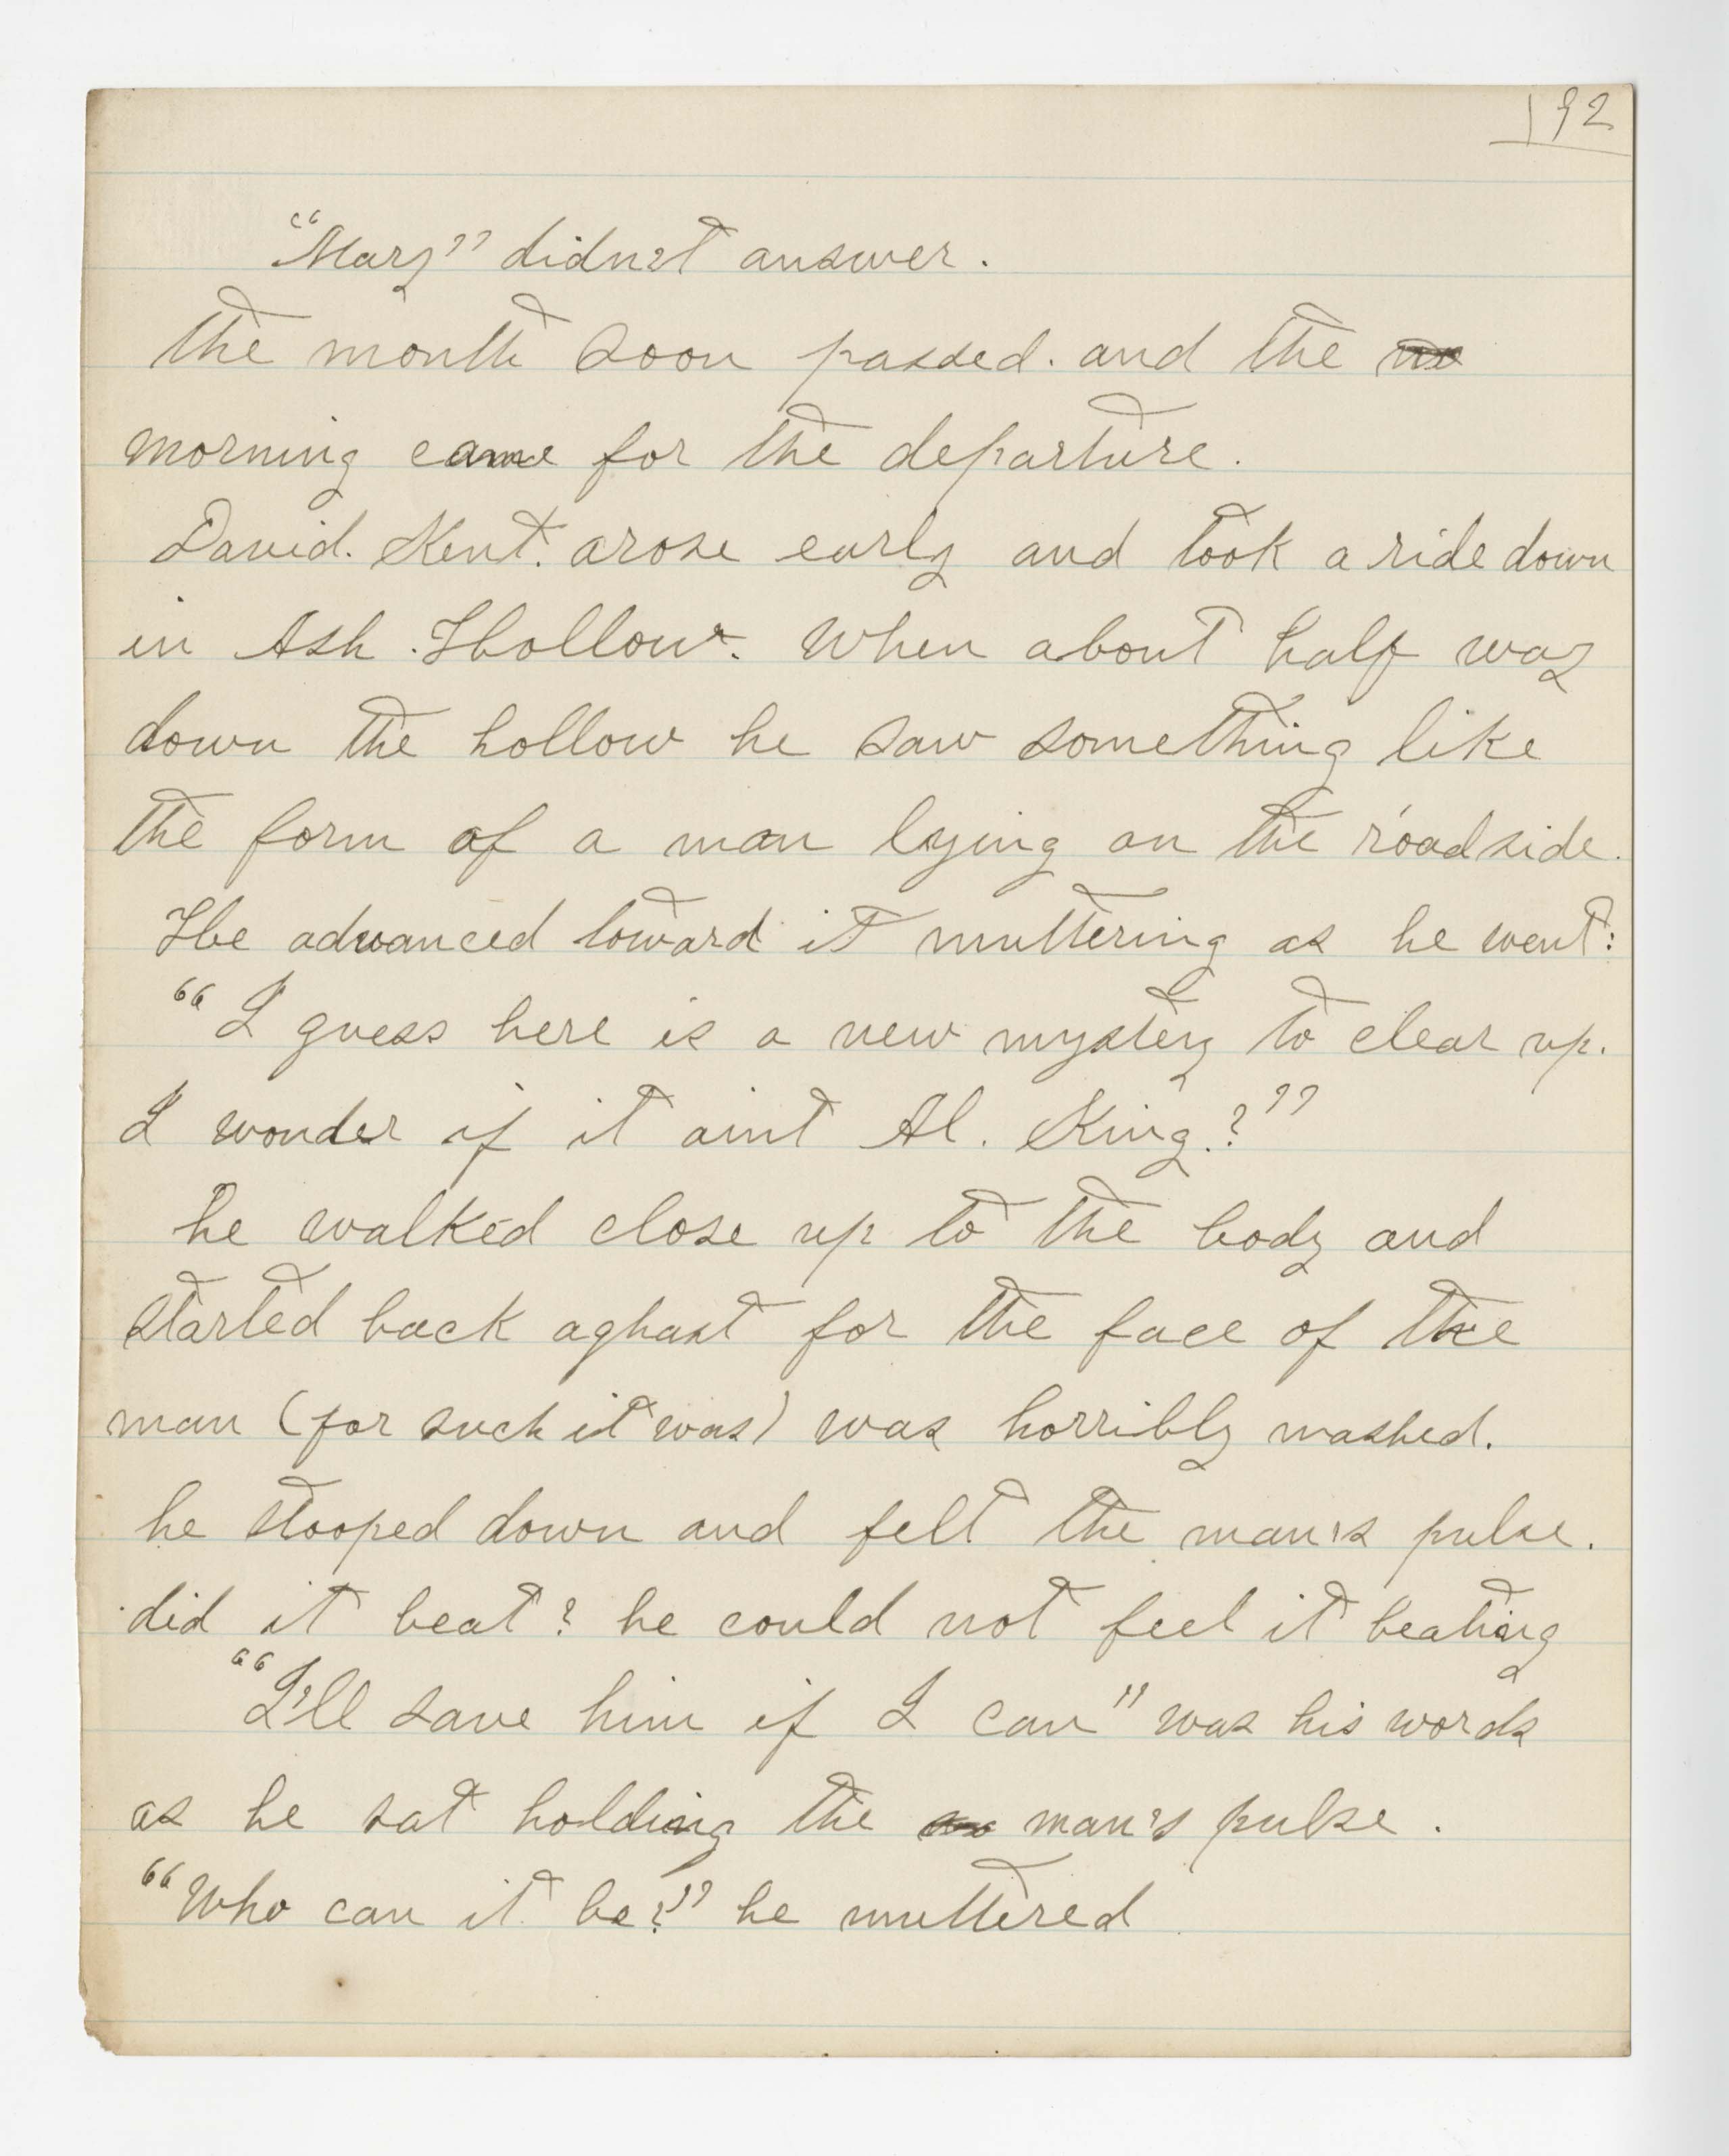 192
"Mary" didn't answer.
the month soon passed. and the
morning came for the departure.
David. Kent. arose early and took a ride down
in Ash Hollow. When about half way
down the hollow he saw something like
the form of a man lying on the roadside.
He advanced toward it muttering as he went:
"I guess here is a new mystery to clear up.
I wonder if it aint Al. King.?"
he walked close up to the body and
started back aghast for the face of the
man (for such it was) was horribly mashed.
he stooped down and felt the man's pulse.
did it beat? he could not feel it beating
"I'll save him if I can" was his words
as he sat holding the man's pulse.
"Who can it be?" he muttered